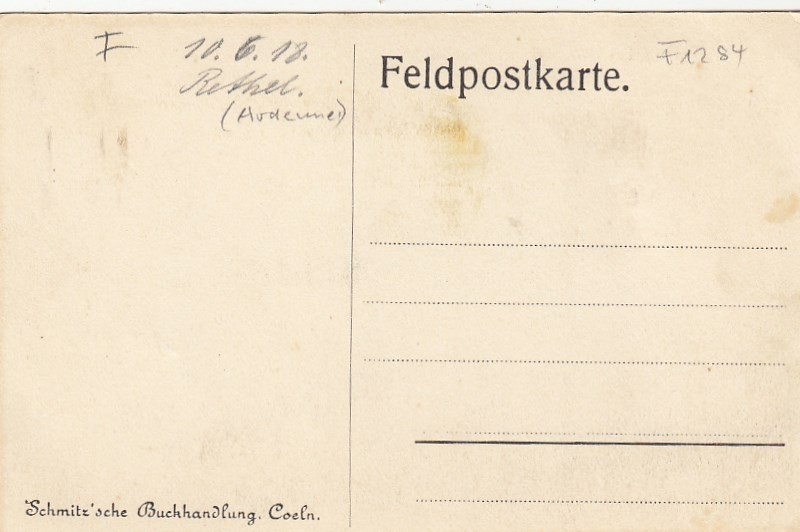 F 10.6.18.
Rethel.
(Ardennes)
Feldpostkarte.
F1284
Schmitz'sche Buchhandlung. Coeln.